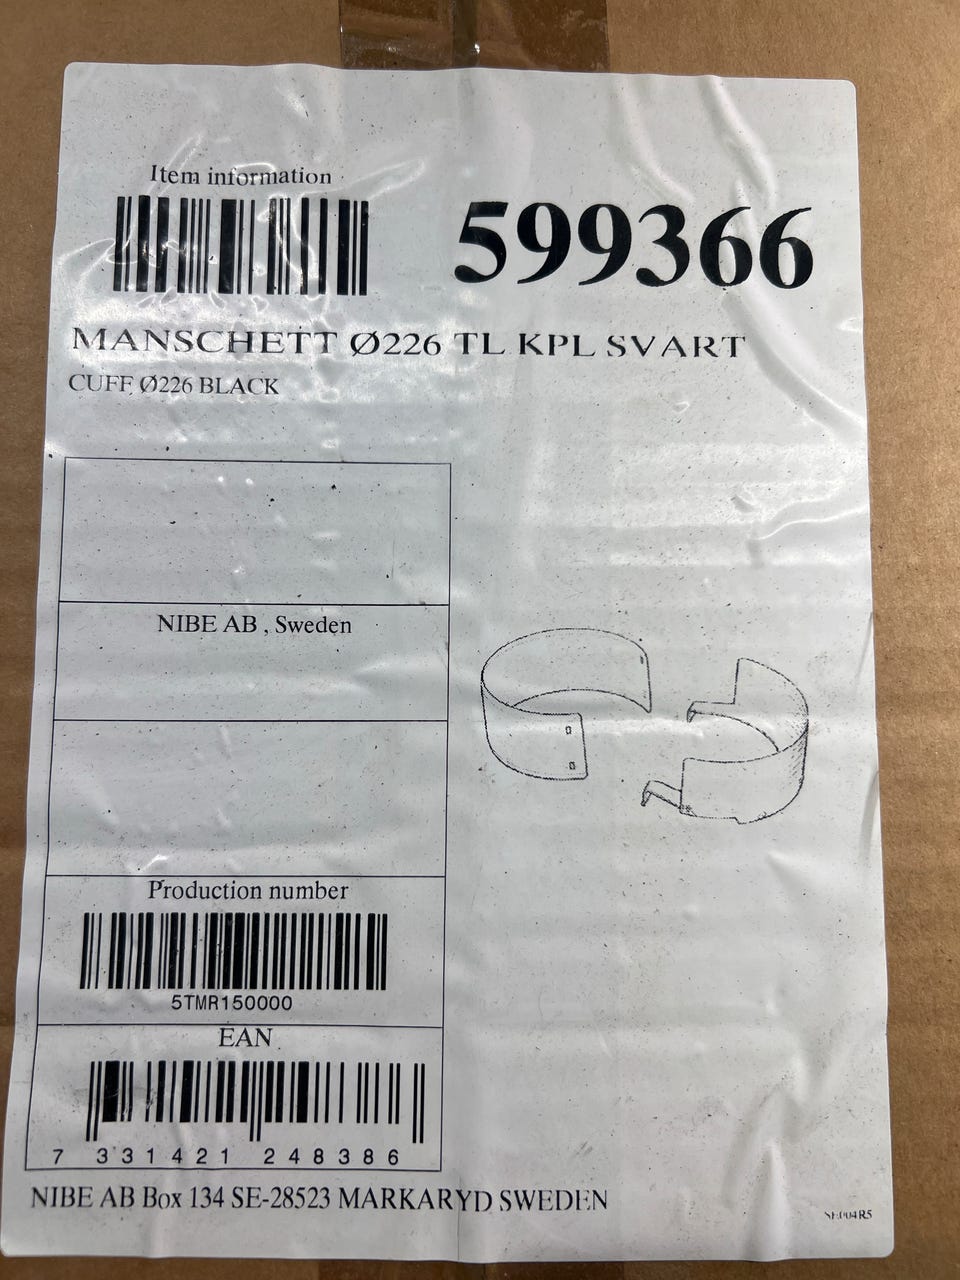 Item information
599366
MANSCHETT Ø226 TL KPL SVART
CUFF Ø226 BLACK
NIBE AB , Sweden
Production number
5TMR150000
EAN
7 331421 248386
NIBE AB Box 134 SE-28523 MARKARYD SWEDEN